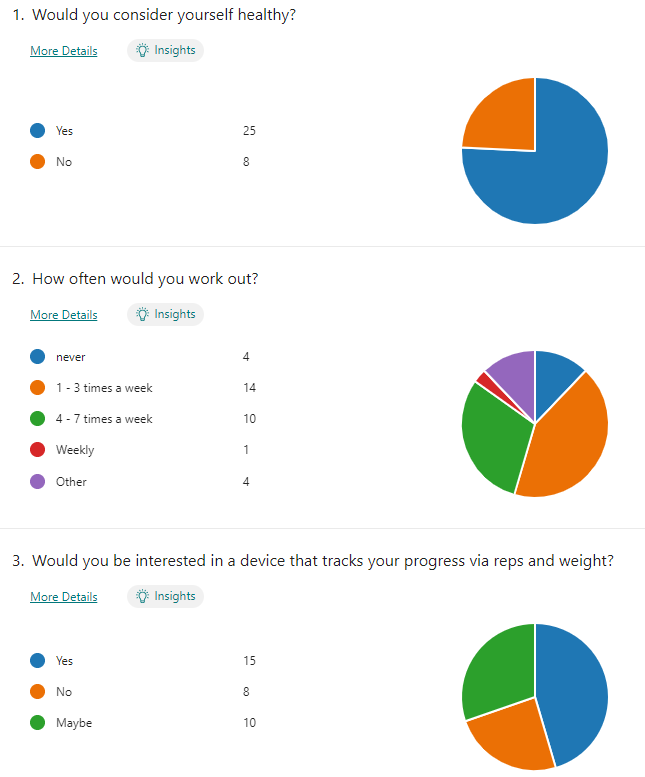 1. Would you consider yourself healthy?
More Details Insights
Yes 25
No 8
2. How often would you work out?
More Details Insights
never 4
1 - 3 times a week 14
4 - 7 times a week 10
Weekly 1
Other 4
3. Would you be interested in a device that tracks your progress via reps and weight?
More Details Insights
Yes 15
No 8
Maybe 10